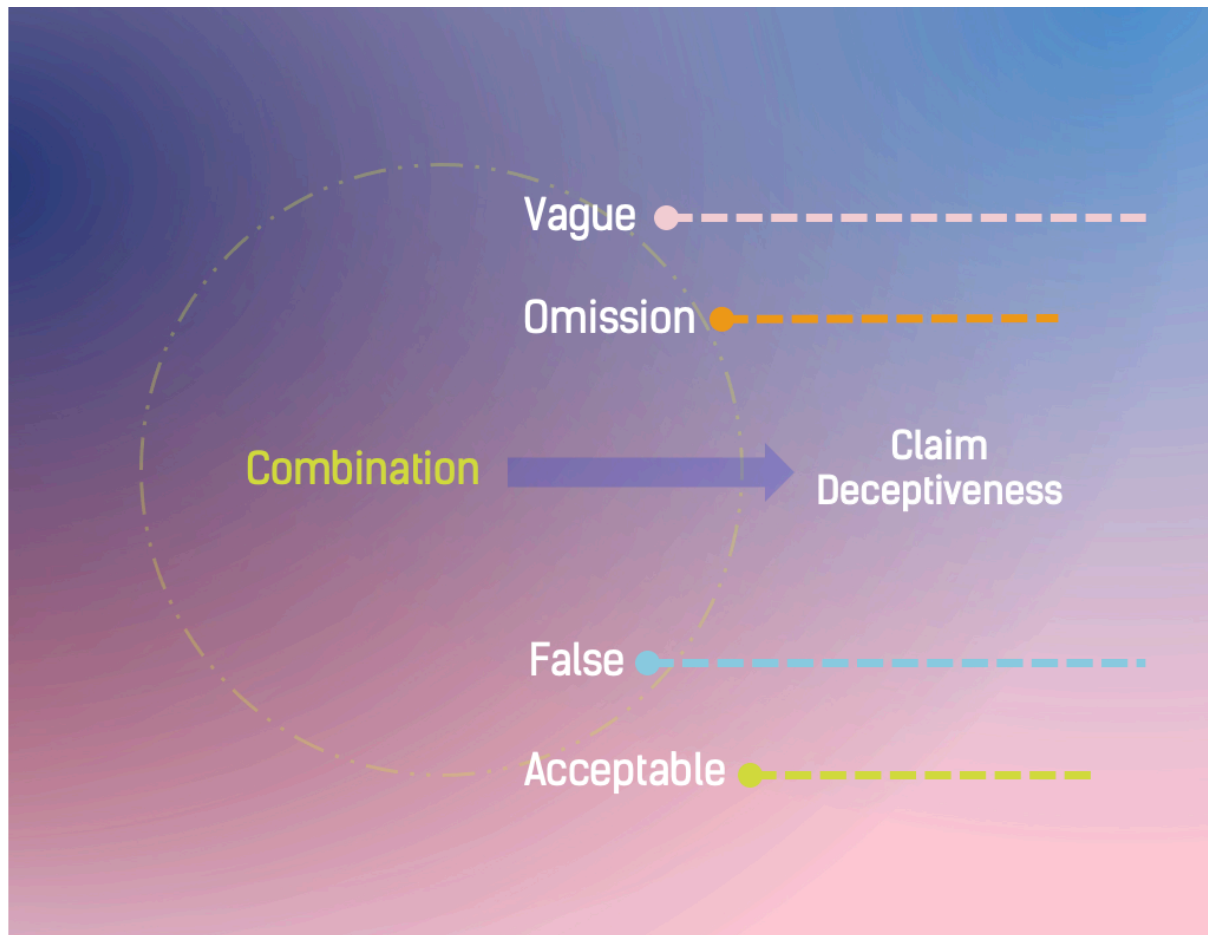 Vague
Omission
Combination
Claim
Deceptiveness
False
Acceptable